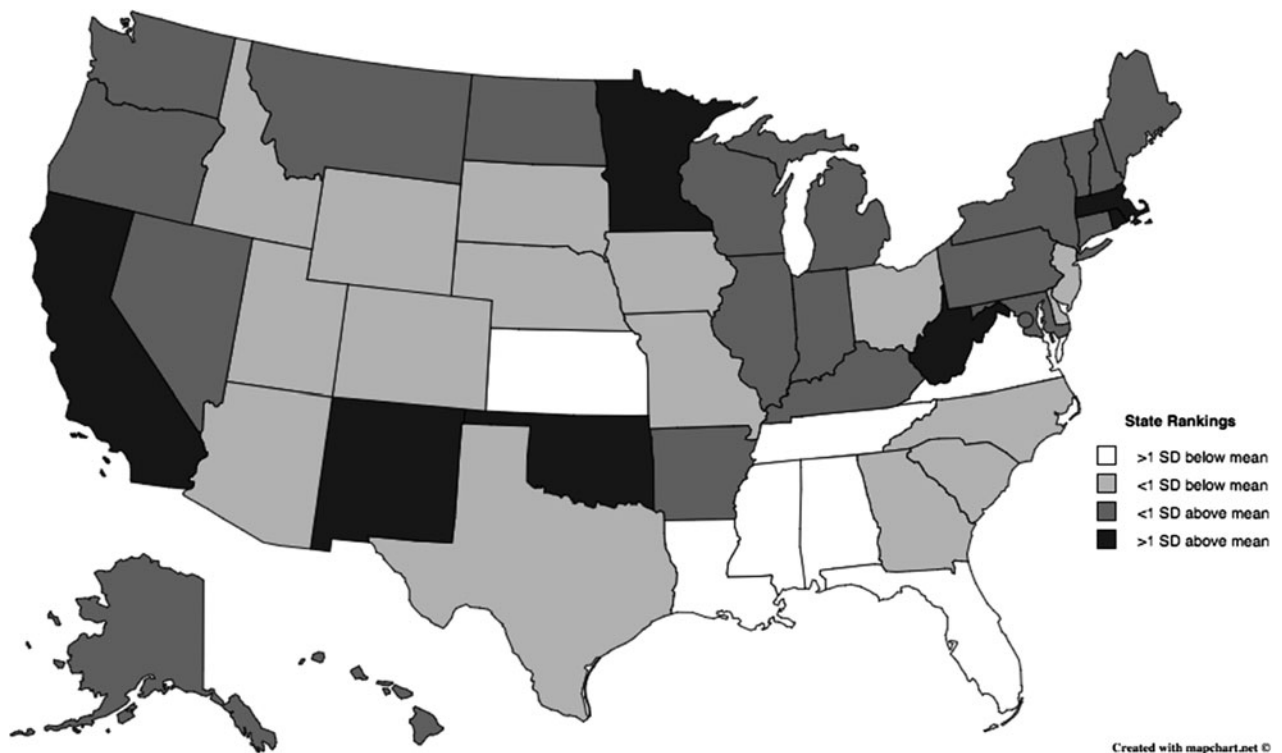 State Rankings
>1 SD below mean
<1 SD below mean
<1 SD above mean
>1 SD above mean
Created with mapchart.net ©